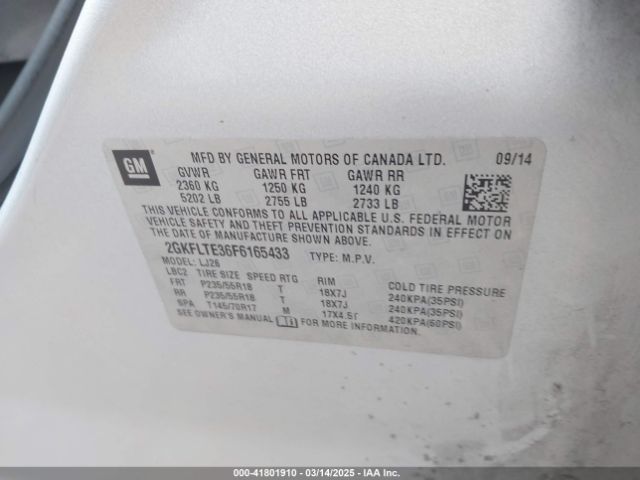 GM
MFD BY GENERAL MOTORS OF CANADA LTD. 09/14
GVWR GAWR FRT GAWR RR
2360 KG 1250 KG 1240 KG
5202 LB 2755 LB 2733 LB
THIS VEHICLE CONFORMS TO ALL APPLICABLE U.S. FEDERAL MOTOR
VEHICLE SAFETY AND THEFT PREVENTION STANDARDS IN EFFECT ON
THE DATE OF MANUFACTURE SHOWN ABOVE.
2GKFLTE36F6165433 TYPE: M.P.V.
MODEL: LJ26
LBC2 TIRE SIZE SPEED RTG RIM COLD TIRE PRESSURE
FRT P235/55R18 T 18X7J 240KPA(35PSI)
RR P235/55R18 T 18X7J 240KPA(35PSI)
SPA T145/70R17 M 17X4.5T 420KPA(60PSI)
SEE OWNER'S MANUAL FOR MORE INFORMATION.
000-41801910 - 03/14/2025 - IAA Inc.